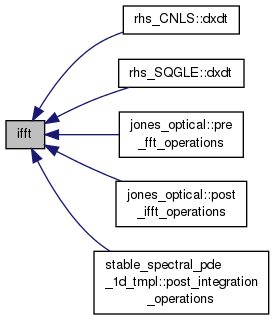 rhs_CNLS::dxdt
rhs_SQGLE::dxdt
ifft
jones_optical::pre
_fft_operations
jones_optical::post
_ifft_operations
stable_spectral_pde
_1d_tmpl::post_integration
_operations